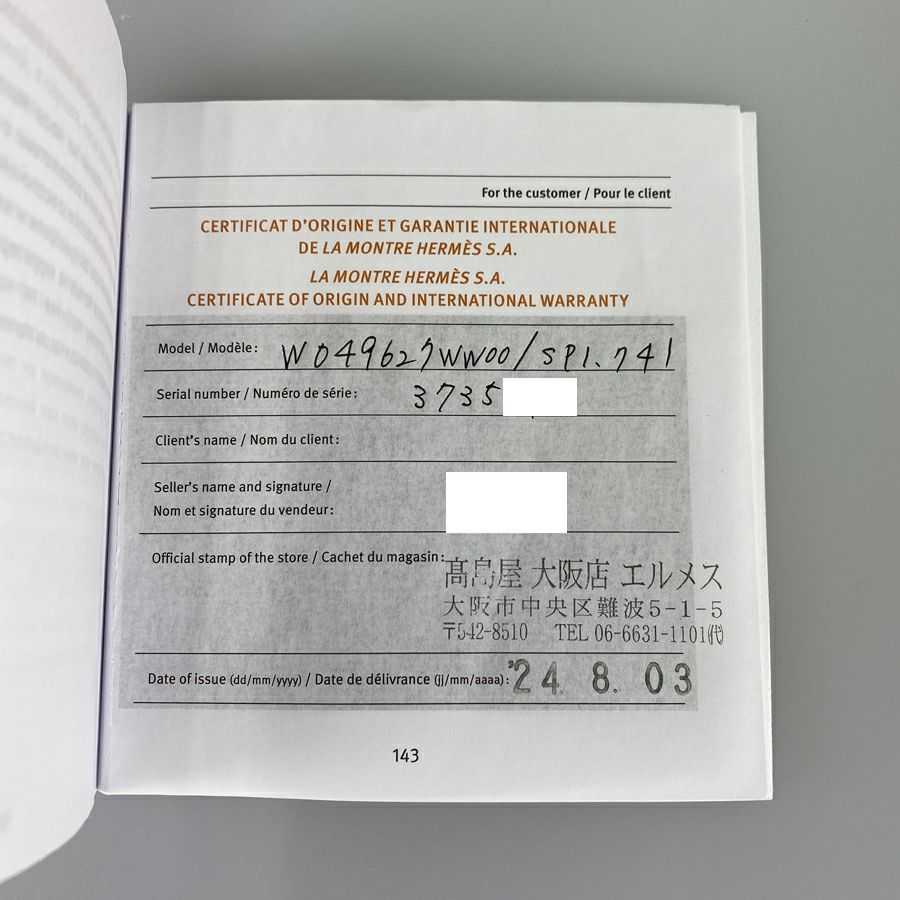 For the customer / Pour le client
CERTIFICAT D'ORIGINE ET GARANTIE INTERNATIONALE
DE LA MONTRE HERMÈS S.A.
LA MONTRE HERMÈS S.A.
CERTIFICATE OF ORIGIN AND INTERNATIONAL WARRANTY
Model / Modèle: W049627WW00/SP1.741
Serial number / Numéro de série: 3735
Client's name / Nom du client:
Seller's name and signature /
Nom et signature du vendeur:
Official stamp of the store / Cachet du magasin:
髙島屋 大阪店 エルメス
大阪市中央区難波5-1-5
〒542-8510 TEL 06-6631-1101㈹
Date of issue (dd/mm/yyyy) / Date de délivrance (jj/mm/aaaa): '24. 8. 03
143